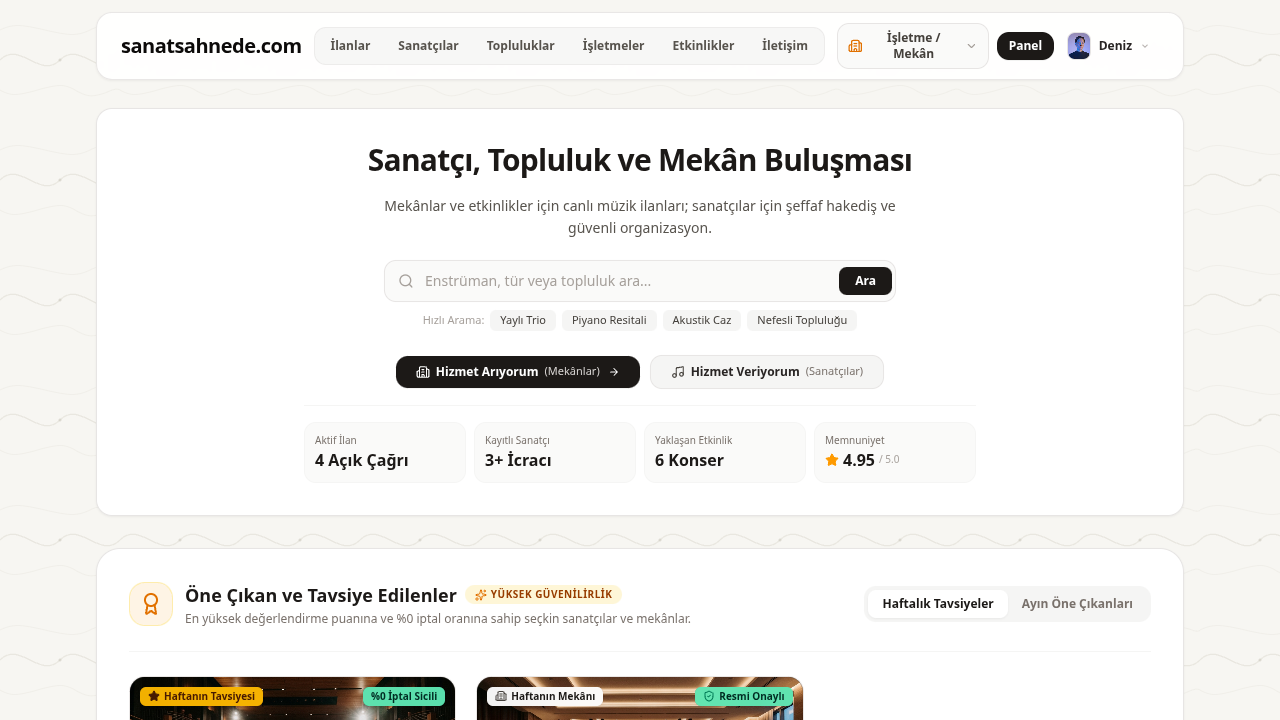 sanatsahnede.com
İlanlar
Sanatçılar
Topluluklar
İşletmeler
Etkinlikler
İletişim
İşletme /
Mekân
Panel
Deniz
Sanatçı, Topluluk ve Mekân Buluşması
Mekânlar ve etkinlikler için canlı müzik ilanları; sanatçılar için şeffaf hakediş ve
güvenli organizasyon.
Enstrüman, tür veya topluluk ara...
Ara
Hızlı Arama:
Yaylı Trio
Piyano Resitali
Akustik Caz
Nefesli Topluluğu
Hizmet Arıyorum (Mekânlar)
Hizmet Veriyorum (Sanatçılar)
Aktif İlan
4 Açık Çağrı
Kayıtlı Sanatçı
3+ İcracı
Yaklaşan Etkinlik
6 Konser
Memnuniyet
4.95 / 5.0
Öne Çıkan ve Tavsiye Edilenler
YÜKSEK GÜVENİLİRLİK
En yüksek değerlendirme puanına ve %0 iptal oranına sahip seçkin sanatçılar ve mekânlar.
Haftalık Tavsiyeler
Ayın Öne Çıkanları
Haftanın Tavsiyesi
%0 İptal Sicili
Haftanın Mekânı
Resmi Onaylı